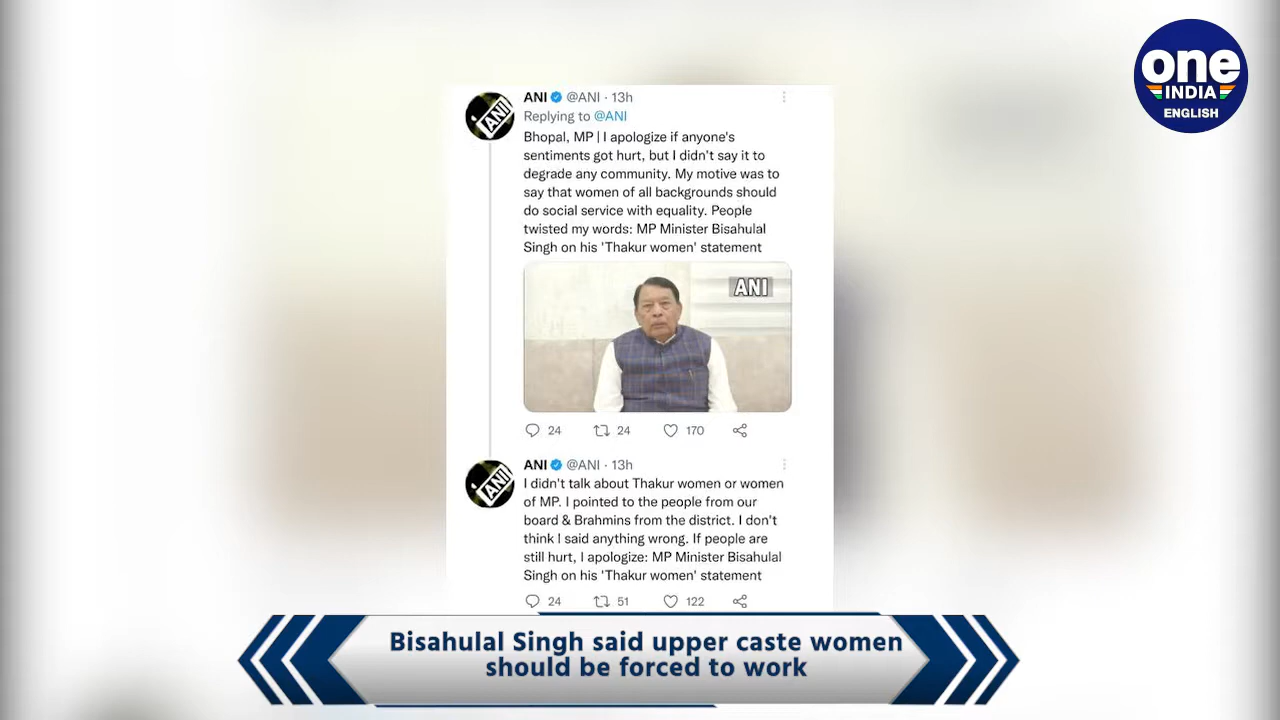 one
INDIA
ENGLISH
ANI @ANI · 13h
Replying to @ANI
Bhopal, MP | I apologize if anyone's
sentiments got hurt, but I didn't say it to
degrade any community. My motive was to
say that women of all backgrounds should
do social service with equality. People
twisted my words: MP Minister Bisahulal
Singh on his 'Thakur women' statement
ANI
24 24 170
ANI @ANI · 13h
I didn't talk about Thakur women or women
of MP. I pointed to the people from our
board & Brahmins from the district. I don't
think I said anything wrong. If people are
still hurt, I apologize: MP Minister Bisahulal
Singh on his 'Thakur women' statement
24 51 122
Bisahulal Singh said upper caste women
should be forced to work
ANI
ANI